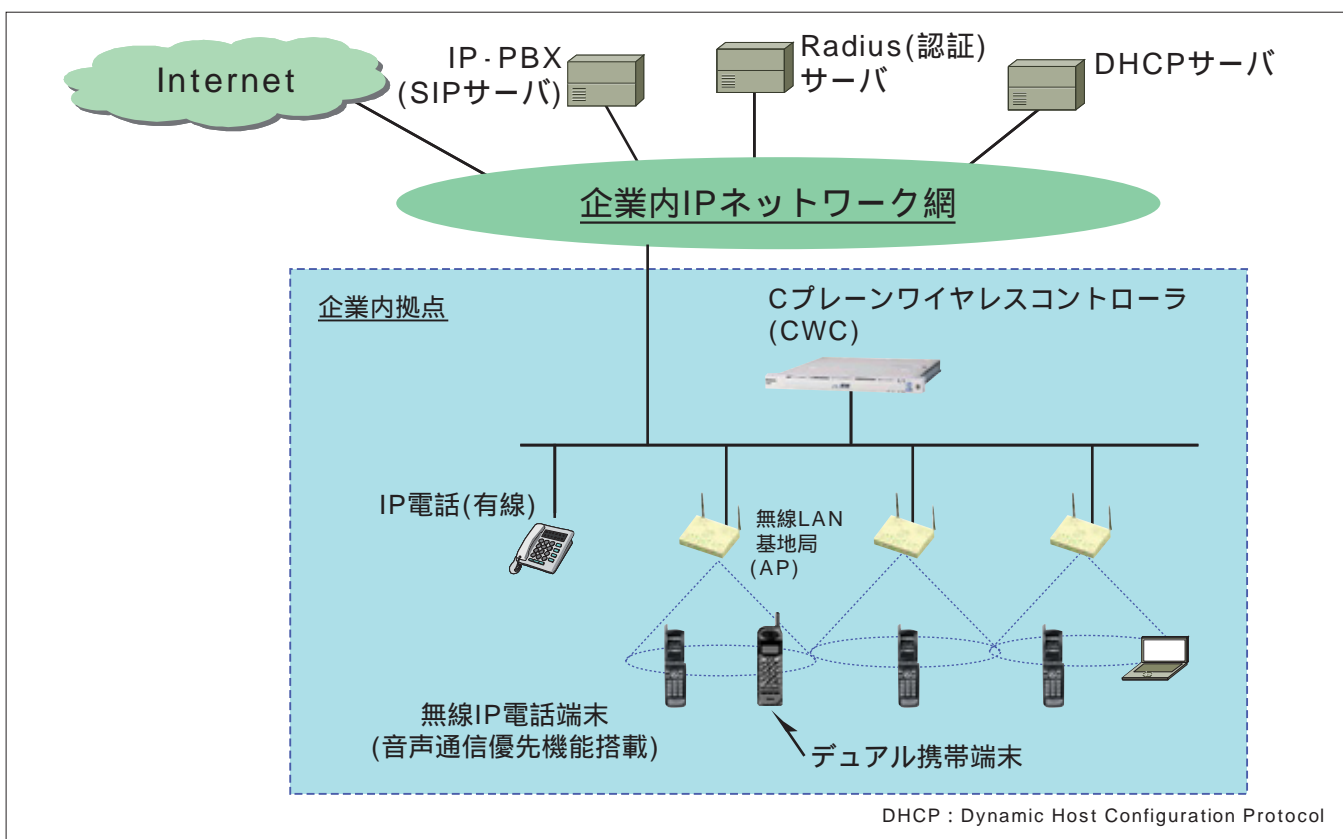 Internet
IP-PBX
(SIPサーバ)
Radius(認証)
サーバ
DHCPサーバ
企業内IPネットワーク網
企業内拠点
Cプレーンワイヤレスコントローラ
(CWC)
IP電話(有線)
無線LAN
基地局
(AP)
無線IP電話端末
(音声通信優先機能搭載)
デュアル携帯端末
DHCP : Dynamic Host Configuration Protocol